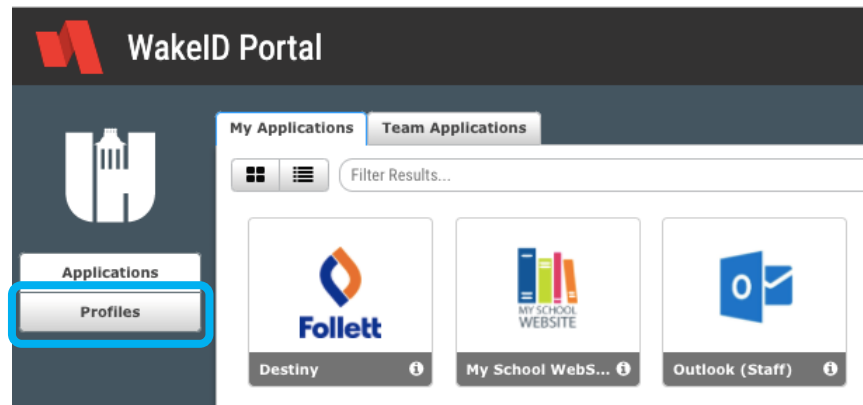 WakeID Portal
My Applications
Team Applications
Filter Results...
Applications
Profiles
Follett
Destiny
MY SCHOOL
WEBSITE
My School WebS...
O
Outlook (Staff)